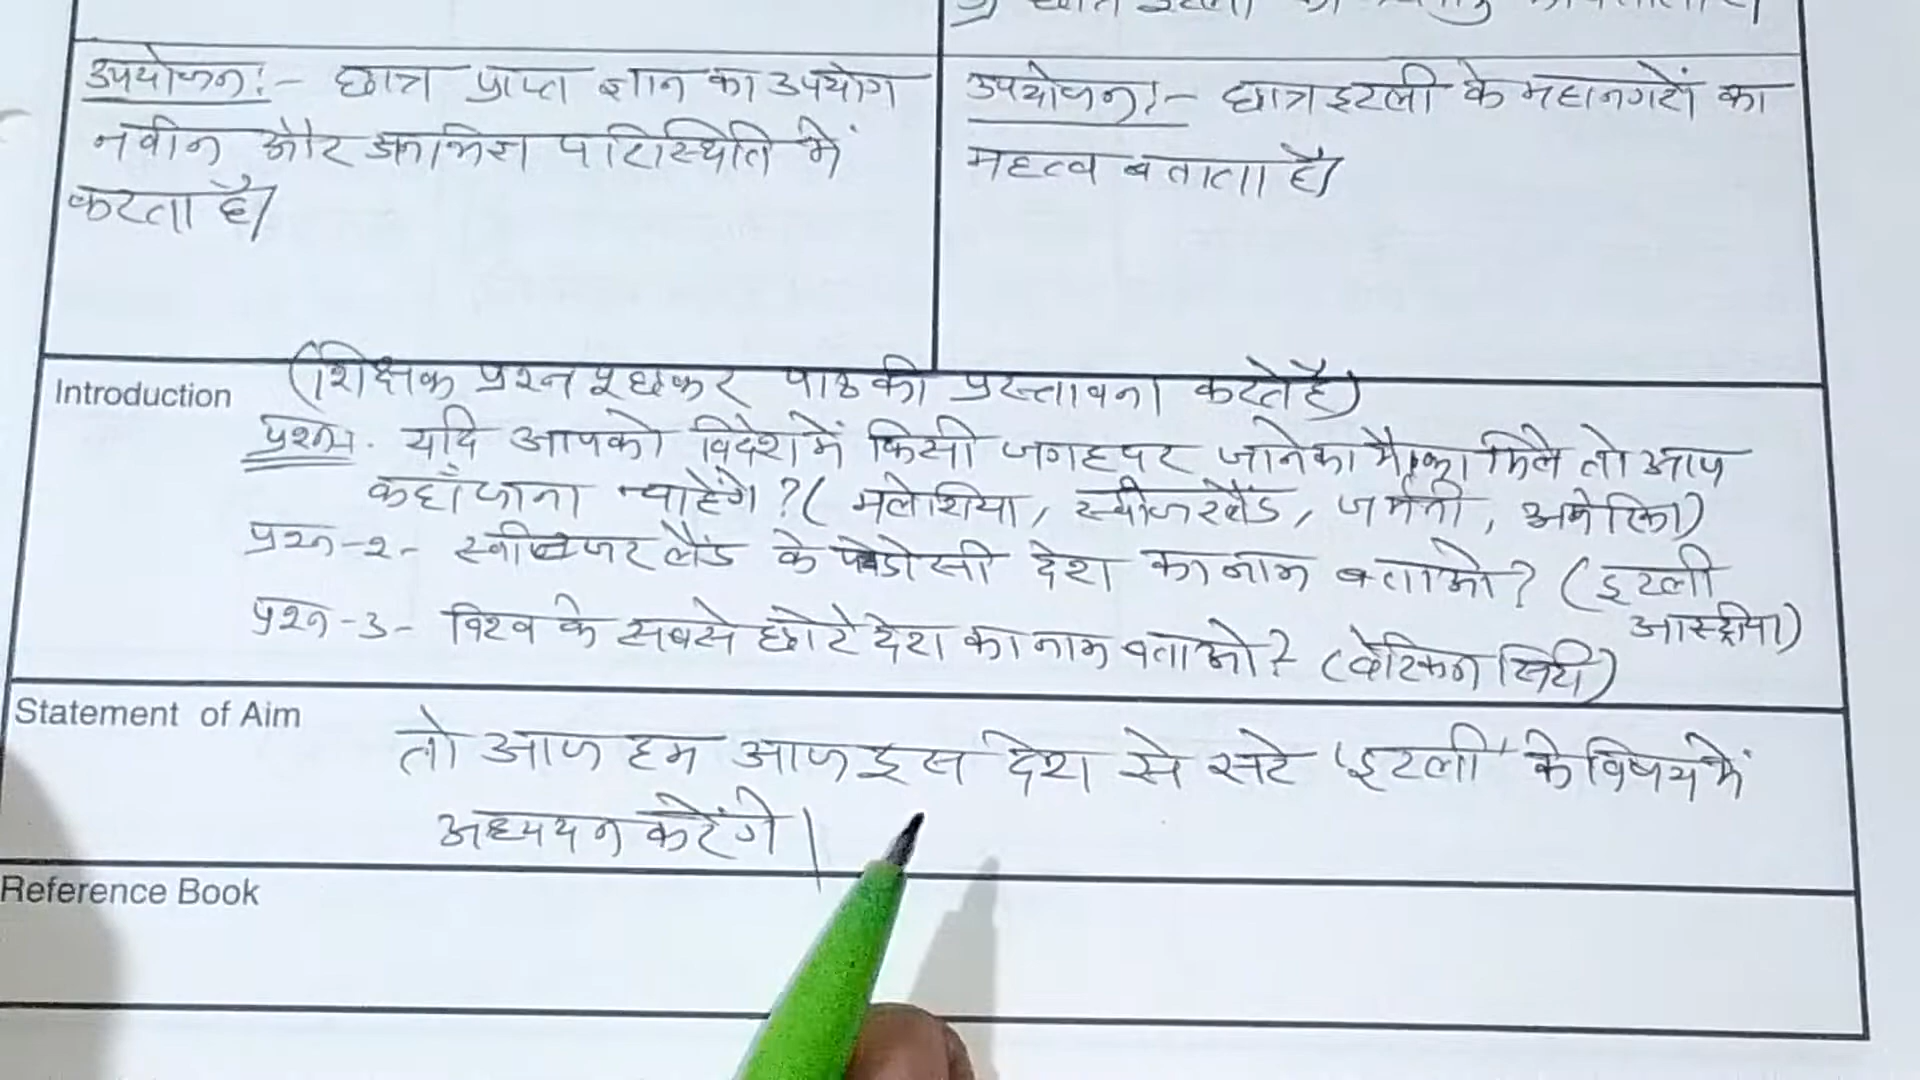 उपयोजन:- छात्र प्राप्त ज्ञान का उपयोग
नवीन और अनभिज्ञ परिस्थिति में
करता है।
उपयोजन:- छात्र इटली के महानगरों का
महत्व बताता है।
Introduction
(शिक्षक प्रश्न पूछकर पाठ की प्रस्तावना करते है)
प्रश्न1. यदि आपको विदेश में किसी जगह पर जाने का मौका मिले तो आप
कहाँ जाना चाहेंगे? ( मलेशिया, स्वीजरलैंड, जर्मनी, अमेरिका)
प्रश्न-2- स्वीजरलैंड के पडोसी देश का नाम बताओ? (इटली
आस्ट्रीया)
प्रश्न-3- विश्व के सबसे छोटे देश का नाम बताओ? (वेटिकन सिटी)
Statement of Aim
तो आज हम आज इस देश से सटे 'इटली' के विषय में
अध्ययन करेंगे।
Reference Book